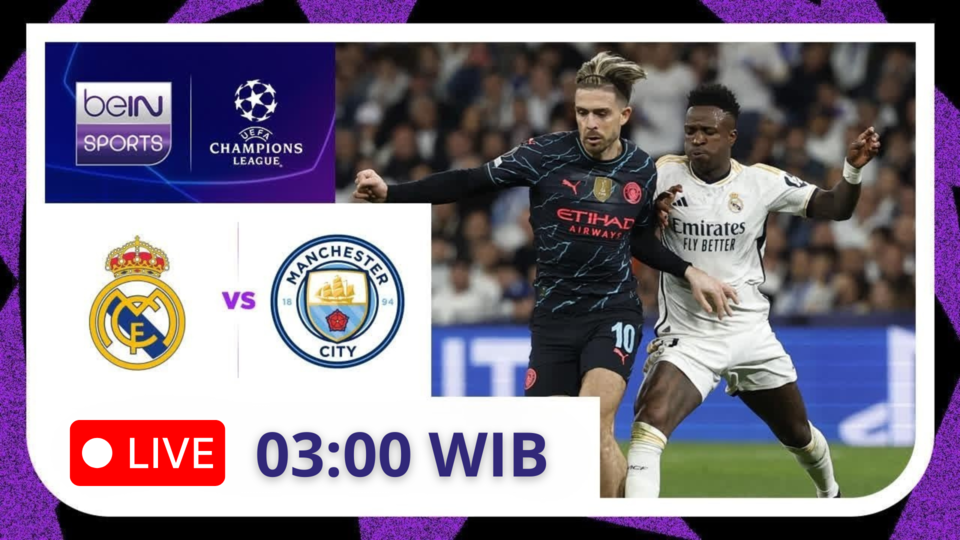 beIN
SPORTS
UEFA
CHAMPIONS
LEAGUE
VS
MANCHESTER
18 94
CITY
LIVE
03:00 WIB
ETIHAD
AIRWAYS
10
Emirates
FLY BETTER